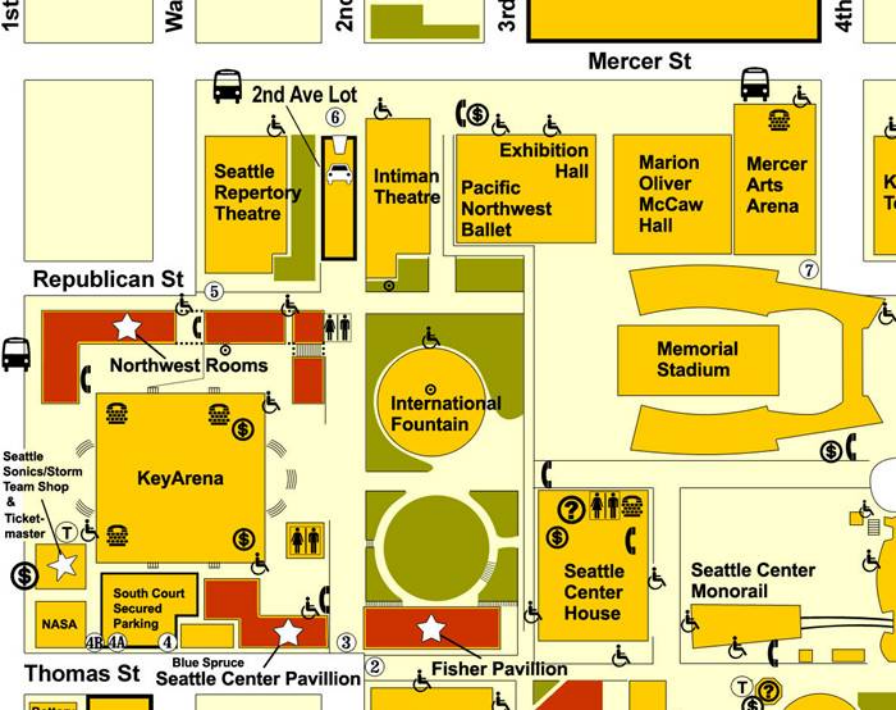 1st
Wa
2nd
3rd
4th
Mercer St
2nd Ave Lot
6
Seattle
Repertory
Theatre
Intiman
Theatre
Exhibition
Hall
Pacific
Northwest
Ballet
Marion
Oliver
McCaw
Hall
Mercer
Arts
Arena
K
T
Republican St
5
7
Northwest Rooms
International
Fountain
Memorial
Stadium
Seattle
Sonics/Storm
Team Shop
&
Ticket-
master
T
KeyArena
$
$
$
$
$
?
$
Seattle
Center
House
Seattle Center
Monorail
South Court
Secured
Parking
NASA
4B
4A
4
3
2
Blue Spruce
Seattle Center Pavillion
Fisher Pavillion
Thomas St
T
?
$